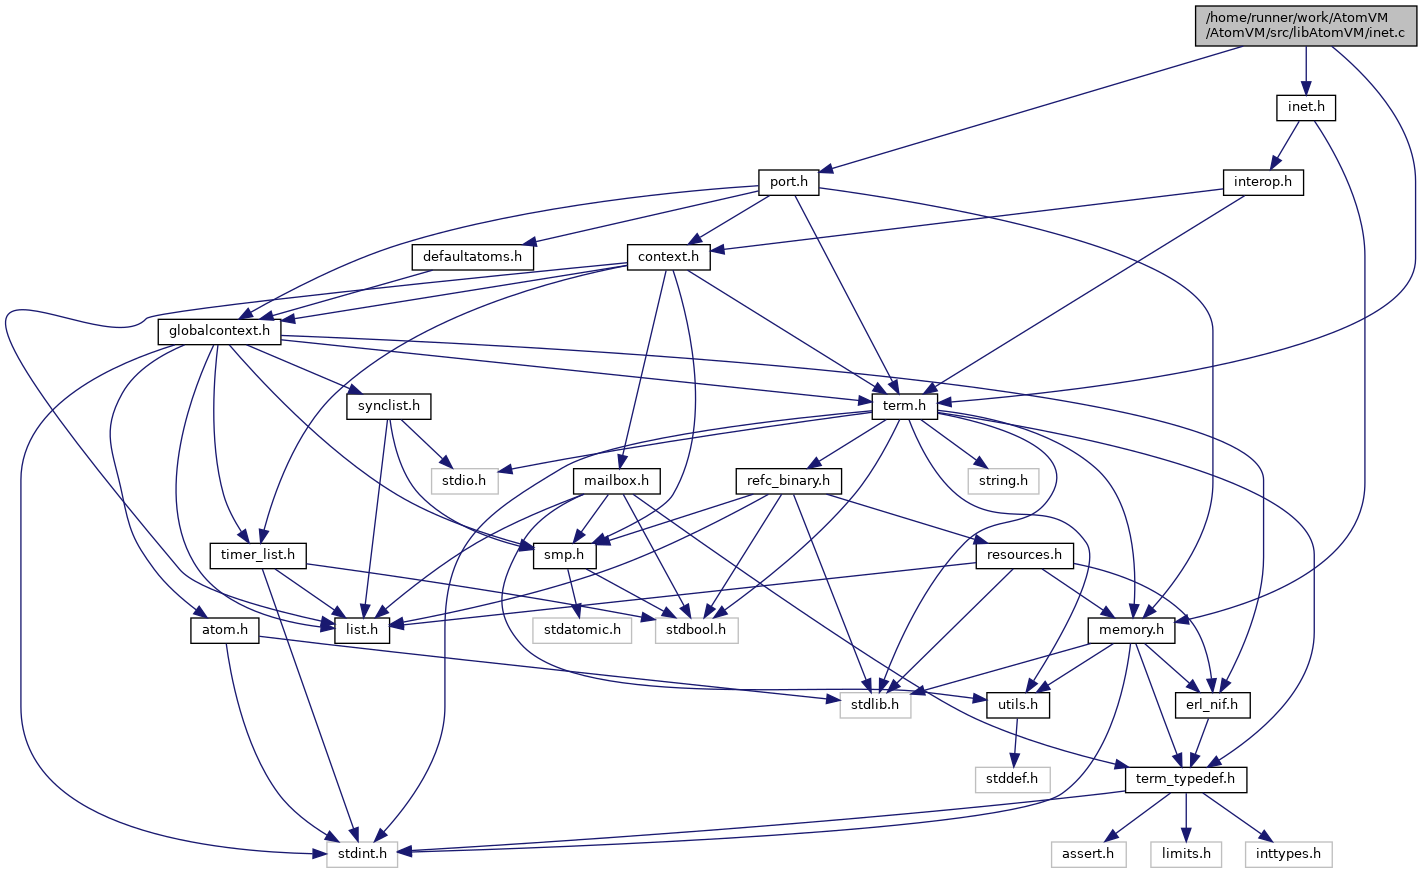 /home/runner/work/AtomVM
/AtomVM/src/libAtomVM/inet.c
inet.h
port.h
interop.h
defaultatoms.h
context.h
globalcontext.h
synclist.h
term.h
stdio.h
mailbox.h
refc_binary.h
string.h
timer_list.h
smp.h
resources.h
atom.h
list.h
stdatomic.h
stdbool.h
memory.h
stdlib.h
utils.h
erl_nif.h
stddef.h
term_typedef.h
stdint.h
assert.h
limits.h
inttypes.h